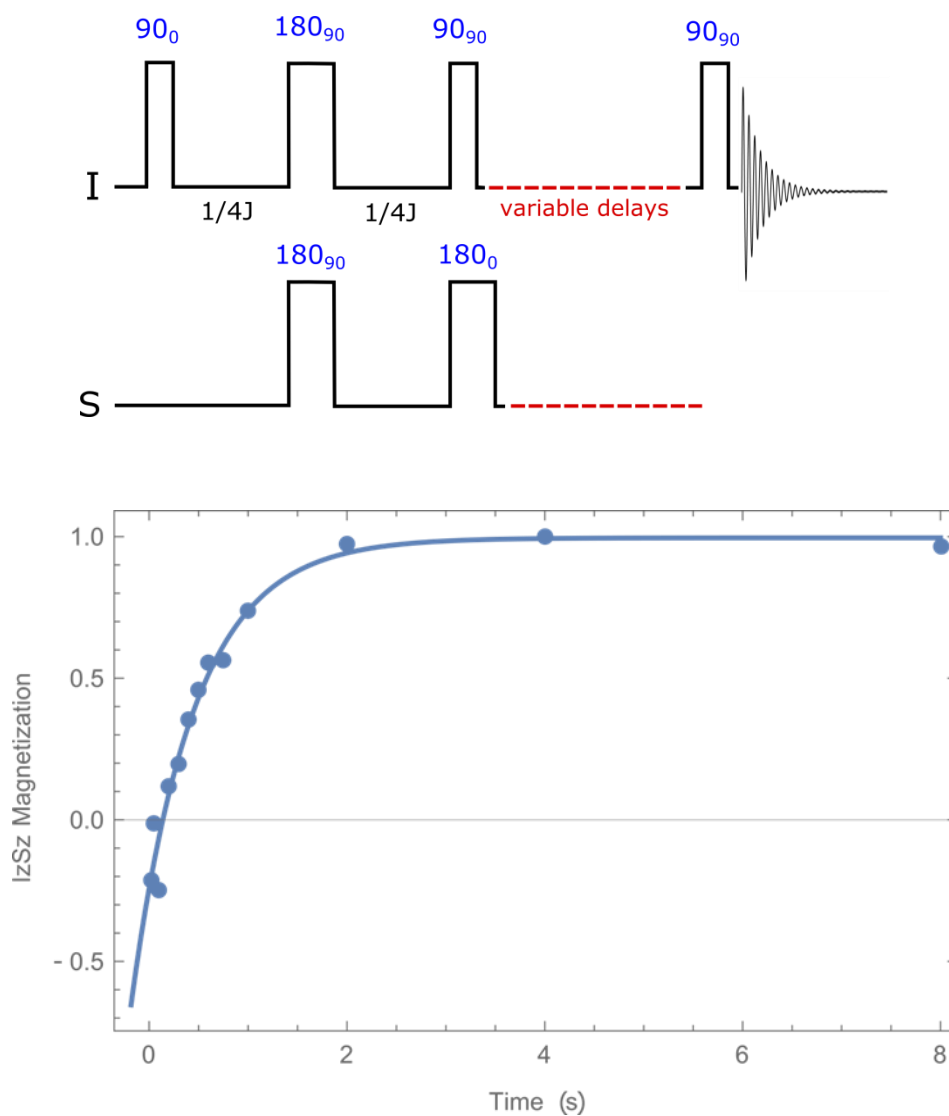 90₀ 180₉₀ 90₉₀ 90₉₀
I
1/4J 1/4J variable delays
180₉₀ 180₀
S
1.0
0.5
0.0
- 0.5
IzSz Magnetization
0 2 4 6 8
Time (s)